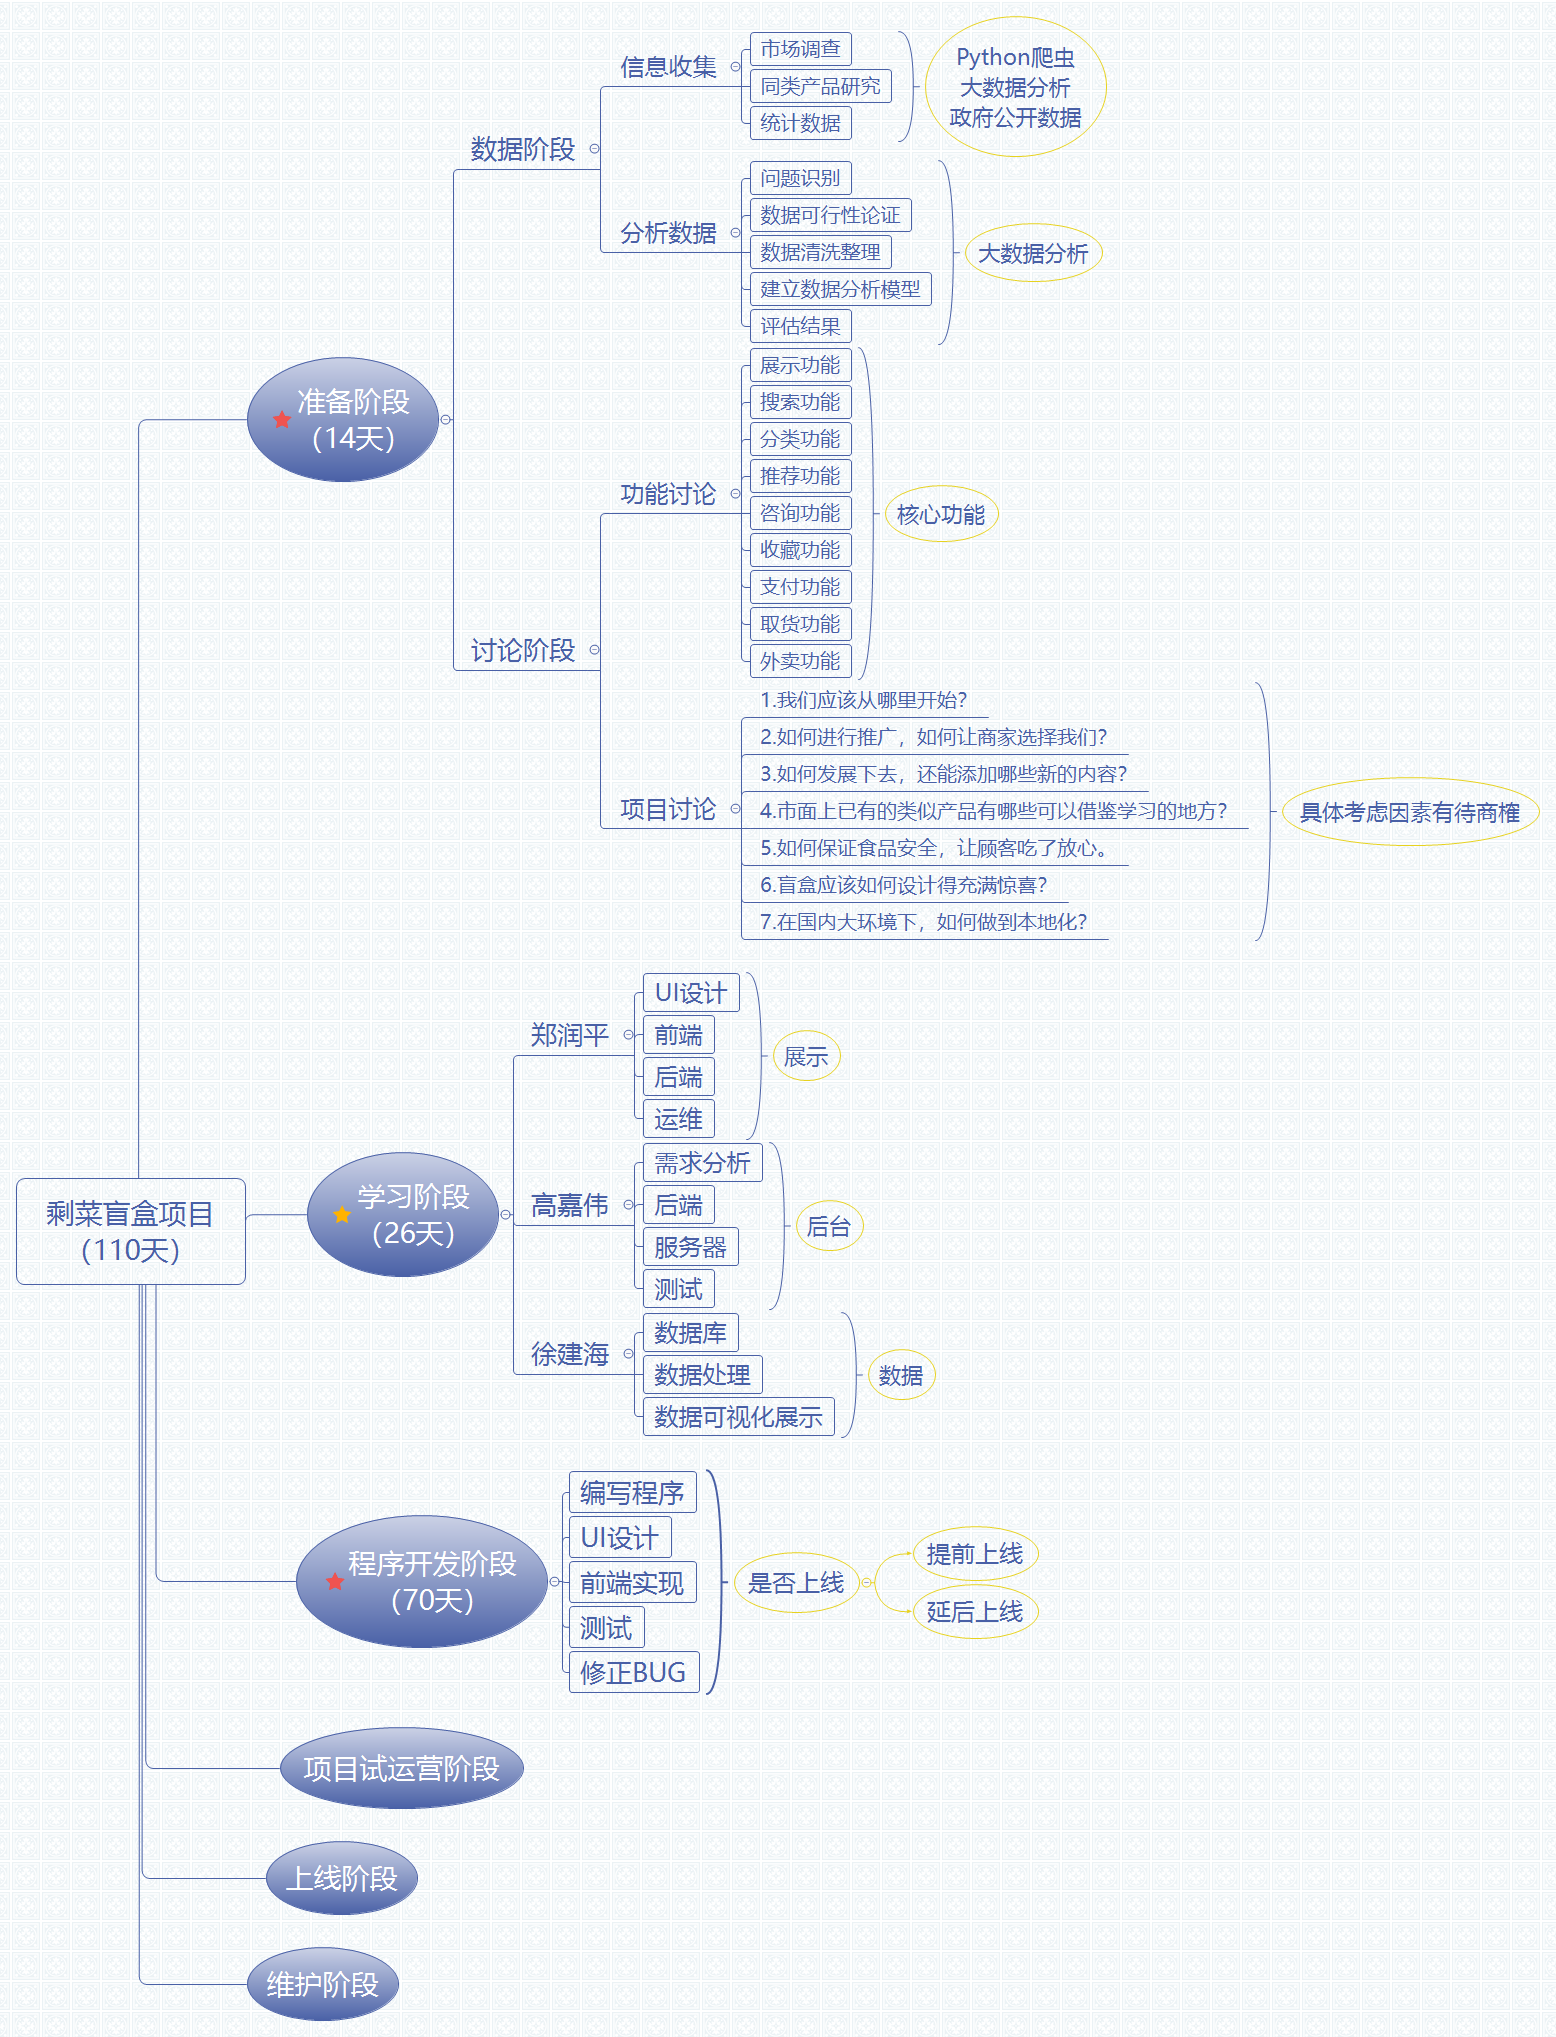 剩菜盲盒项目
（110天）
准备阶段
（14天）
数据阶段
信息收集
市场调查
同类产品研究
统计数据
Python爬虫
大数据分析
政府公开数据
分析数据
问题识别
数据可行性论证
数据清洗整理
建立数据分析模型
评估结果
大数据分析
讨论阶段
功能讨论
展示功能
搜索功能
分类功能
推荐功能
咨询功能
收藏功能
支付功能
取货功能
外卖功能
核心功能
项目讨论
1.我们应该从哪里开始？
2.如何进行推广，如何让商家选择我们？
3.如何发展下去，还能添加哪些新的内容？
4.市面上已有的类似产品有哪些可以借鉴学习的地方？
5.如何保证食品安全，让顾客吃了放心。
6.盲盒应该如何设计得充满惊喜？
7.在国内大环境下，如何做到本地化？
具体考虑因素有待商榷
学习阶段
（26天）
郑润平
UI设计
前端
后端
运维
展示
高嘉伟
需求分析
后端
服务器
测试
后台
徐建海
数据库
数据处理
数据可视化展示
数据
程序开发阶段
（70天）
编写程序
UI设计
前端实现
测试
修正BUG
是否上线
提前上线
延后上线
项目试运营阶段
上线阶段
维护阶段